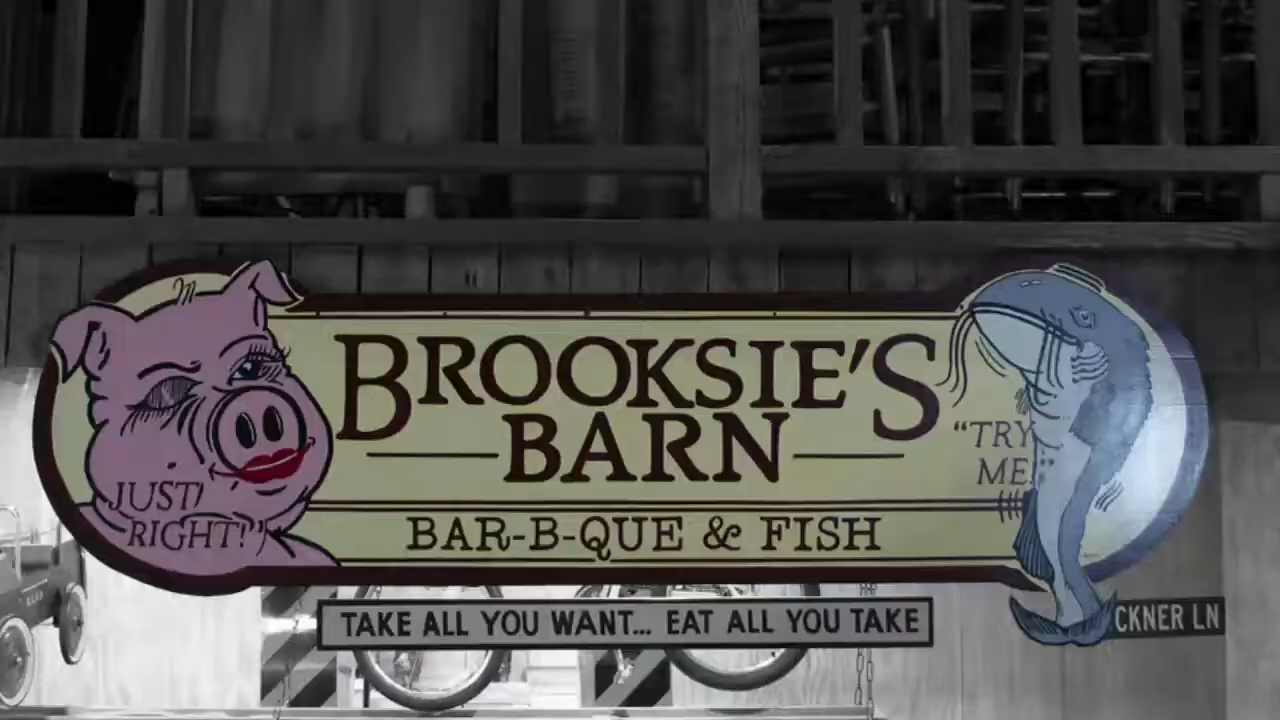 BROOKSIE'S
BARN
BAR-B-QUE & FISH
JUST
RIGHT!"
"TRY
ME!"
TAKE ALL YOU WANT... EAT ALL YOU TAKE
CKNER LN